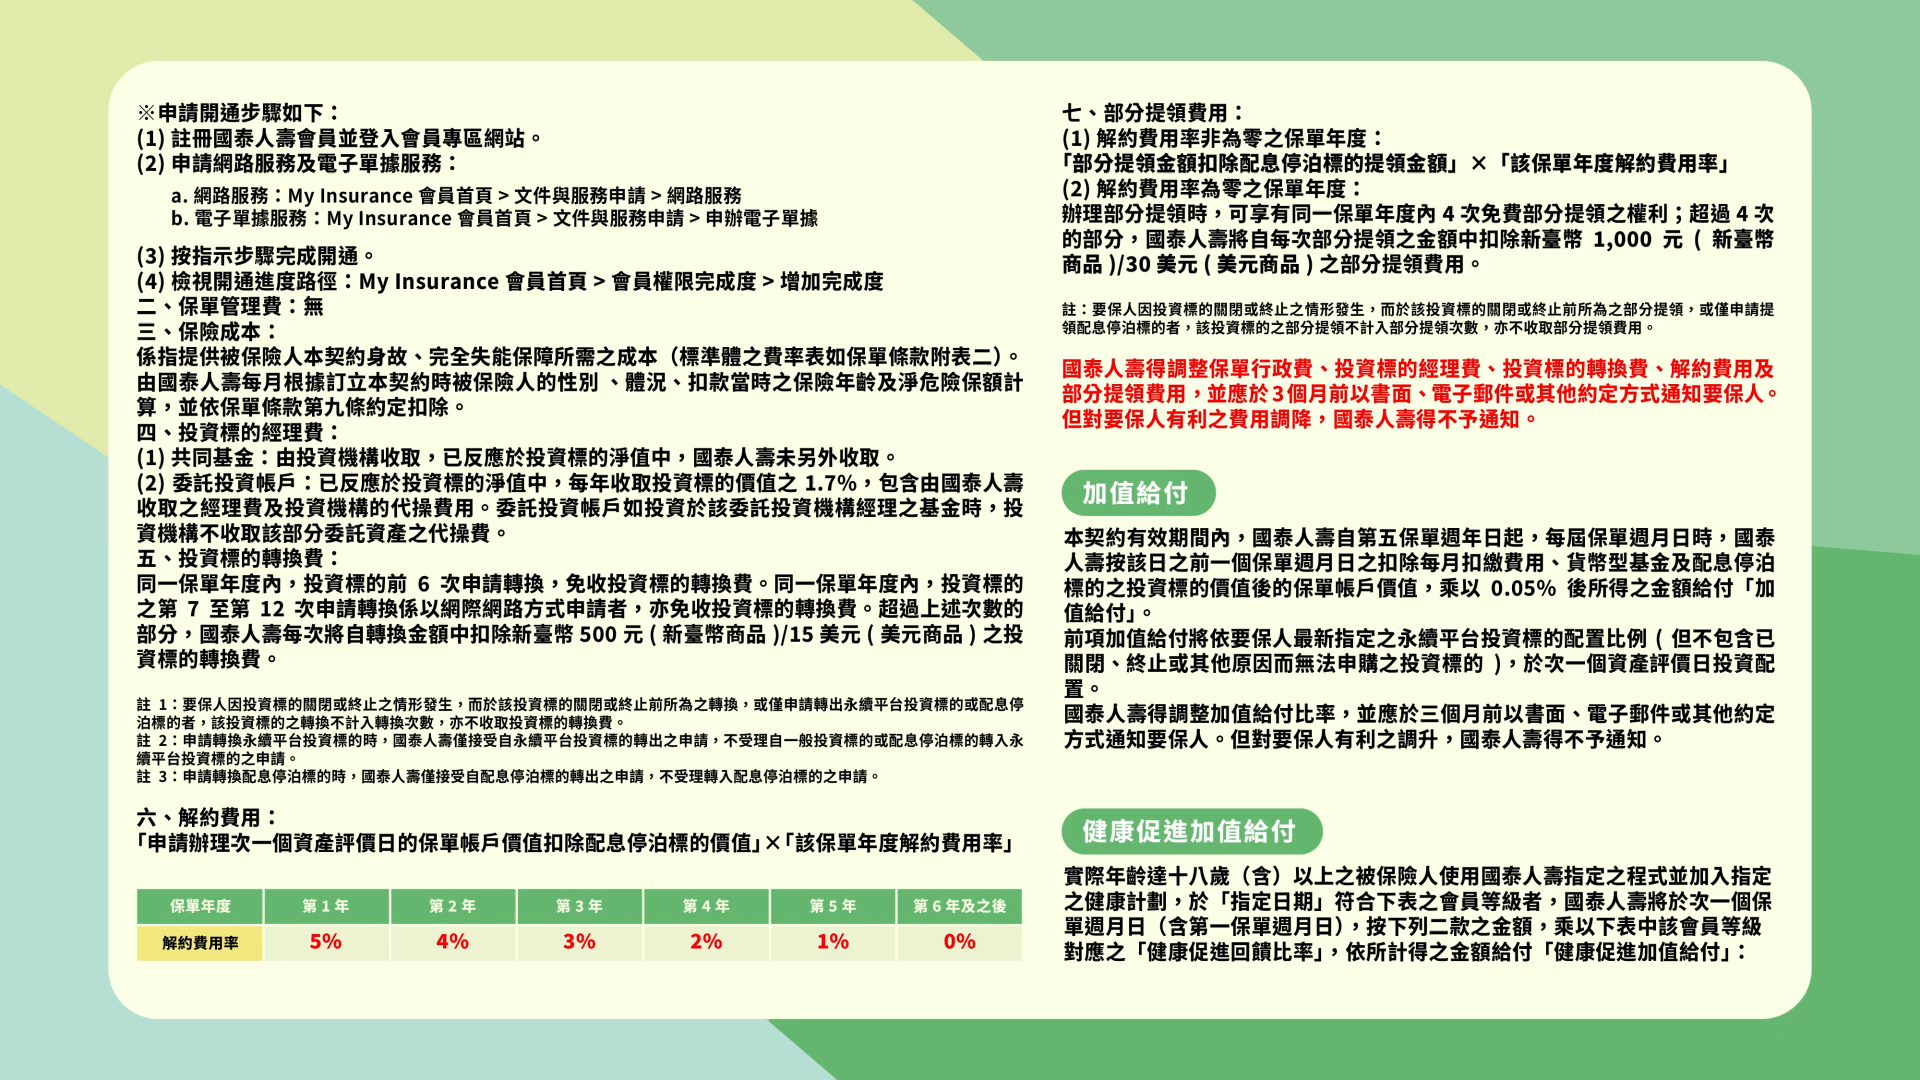 ※申請開通步驟如下：
(1) 註冊國泰人壽會員並登入會員專區網站。
(2) 申請網路服務及電子單據服務：
a. 網路服務：My Insurance 會員首頁 > 文件與服務申請 > 網路服務
b. 電子單據服務：My Insurance 會員首頁 > 文件與服務申請 > 申辦電子單據
(3) 按指示步驟完成開通。
(4) 檢視開通進度路徑：My Insurance 會員首頁 > 會員權限完成度 > 增加完成度
二、保單管理費：無
三、保險成本：
係指提供被保險人本契約身故、完全失能保障所需之成本（標準體之費率表如保單條款附表二）。
由國泰人壽每月根據訂立本契約時被保險人的性別 、體況、扣款當時之保險年齡及淨危險保額計
算，並依保單條款第九條約定扣除。
四、投資標的經理費：
(1) 共同基金：由投資機構收取，已反應於投資標的淨值中，國泰人壽未另外收取。
(2) 委託投資帳戶：已反應於投資標的淨值中，每年收取投資標的價值之 1.7%，包含由國泰人壽
收取之經理費及投資機構的代操費用。委託投資帳戶如投資於該委託投資機構經理之基金時，投
資機構不收取該部分委託資產之代操費。
五、投資標的轉換費：
同一保單年度內，投資標的前 6 次申請轉換，免收投資標的轉換費。同一保單年度內，投資標的
之第 7 至第 12 次申請轉換係以網際網路方式申請者，亦免收投資標的轉換費。超過上述次數的
部分，國泰人壽每次將自轉換金額中扣除新臺幣 500 元 ( 新臺幣商品 )/15 美元 ( 美元商品 ) 之投
資標的轉換費。
註 1：要保人因投資標的關閉或終止之情形發生，而於該投資標的關閉或終止前所為之轉換，或僅申請轉出永續平台投資標的或配息停
泊標的者，該投資標的之轉換不計入轉換次數，亦不收取投資標的轉換費。
註 2：申請轉換永續平台投資標的時，國泰人壽僅接受自永續平台投資標的轉出之申請，不受理自一般投資標的或配息停泊標的轉入永
續平台投資標的之申請。
註 3：申請轉換配息停泊標的時，國泰人壽僅接受自配息停泊標的轉出之申請，不受理轉入配息停泊標的之申請。
六、解約費用：
「申請辦理次一個資產評價日的保單帳戶價值扣除配息停泊標的價值」×「該保單年度解約費用率」
保單年度 第 1 年 第 2 年 第 3 年 第 4 年 第 5 年 第 6 年及之後
解約費用率 5% 4% 3% 2% 1% 0%
七、部分提領費用：
(1) 解約費用率非為零之保單年度：
「部分提領金額扣除配息停泊標的提領金額」×「該保單年度解約費用率」
(2) 解約費用率為零之保單年度：
辦理部分提領時，可享有同一保單年度內 4 次免費部分提領之權利；超過 4 次
的部分，國泰人壽將自每次部分提領之金額中扣除新臺幣 1,000 元 ( 新臺幣
商品 )/30 美元 ( 美元商品 ) 之部分提領費用。
註：要保人因投資標的關閉或終止之情形發生，而於該投資標的關閉或終止前所為之部分提領，或僅申請提
領配息停泊標的者，該投資標的之部分提領不計入部分提領次數，亦不收取部分提領費用。
國泰人壽得調整保單行政費、投資標的經理費、投資標的轉換費、解約費用及
部分提領費用，並應於3個月前以書面、電子郵件或其他約定方式通知要保人。
但對要保人有利之費用調降，國泰人壽得不予通知。
加值給付
本契約有效期間內，國泰人壽自第五保單週年日起，每屆保單週月日時，國泰
人壽按該日之前一個保單週月日之扣除每月扣繳費用、貨幣型基金及配息停泊
標的之投資標的價值後的保單帳戶價值，乘以 0.05% 後所得之金額給付「加
值給付」。
前項加值給付將依要保人最新指定之永續平台投資標的配置比例 ( 但不包含已
關閉、終止或其他原因而無法申購之投資標的 )，於次一個資產評價日投資配
置。
國泰人壽得調整加值給付比率，並應於三個月前以書面、電子郵件或其他約定
方式通知要保人。但對要保人有利之調升，國泰人壽得不予通知。
健康促進加值給付
實際年齡達十八歲（含）以上之被保險人使用國泰人壽指定之程式並加入指定
之健康計劃，於「指定日期」符合下表之會員等級者，國泰人壽將於次一個保
單週月日（含第一保單週月日），按下列二款之金額，乘以下表中該會員等級
對應之「健康促進回饋比率」，依所計得之金額給付「健康促進加值給付」：